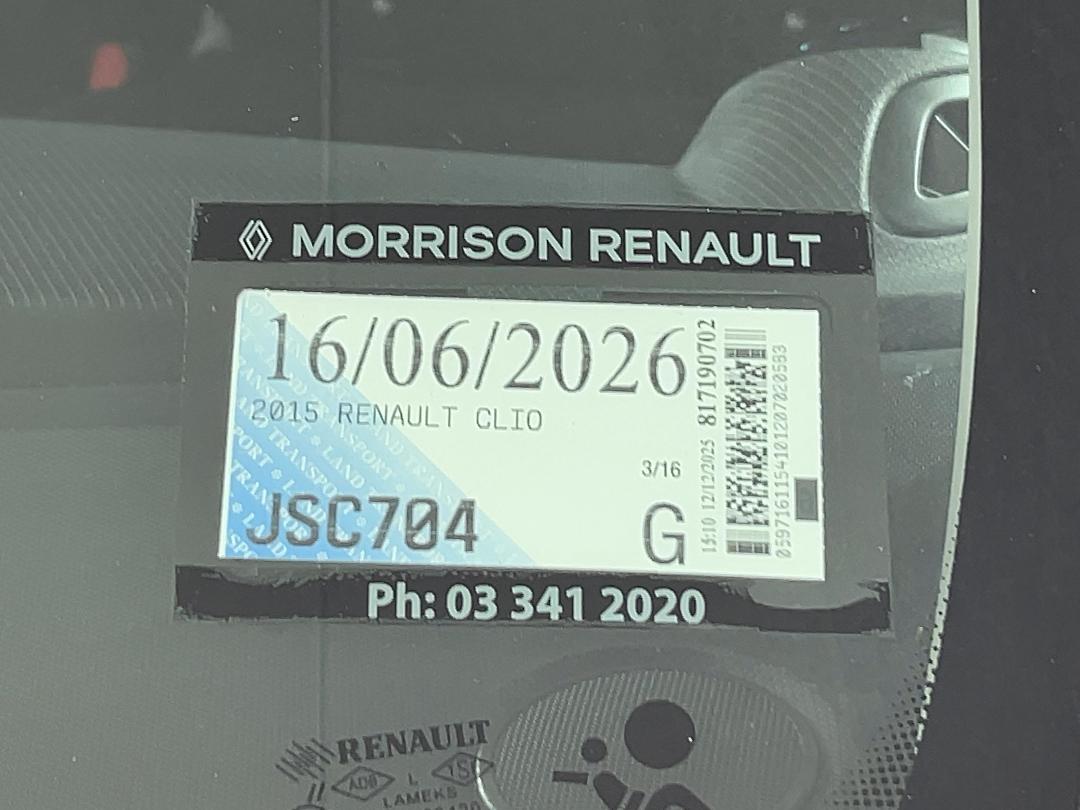 MORRISON RENAULT
16/06/2026
2015 RENAULT CLIO
3/16
JSC704
G
15:10 12/12/2025 817190702
Ph: 03 341 2020
RENAULT
L
LAMEKS